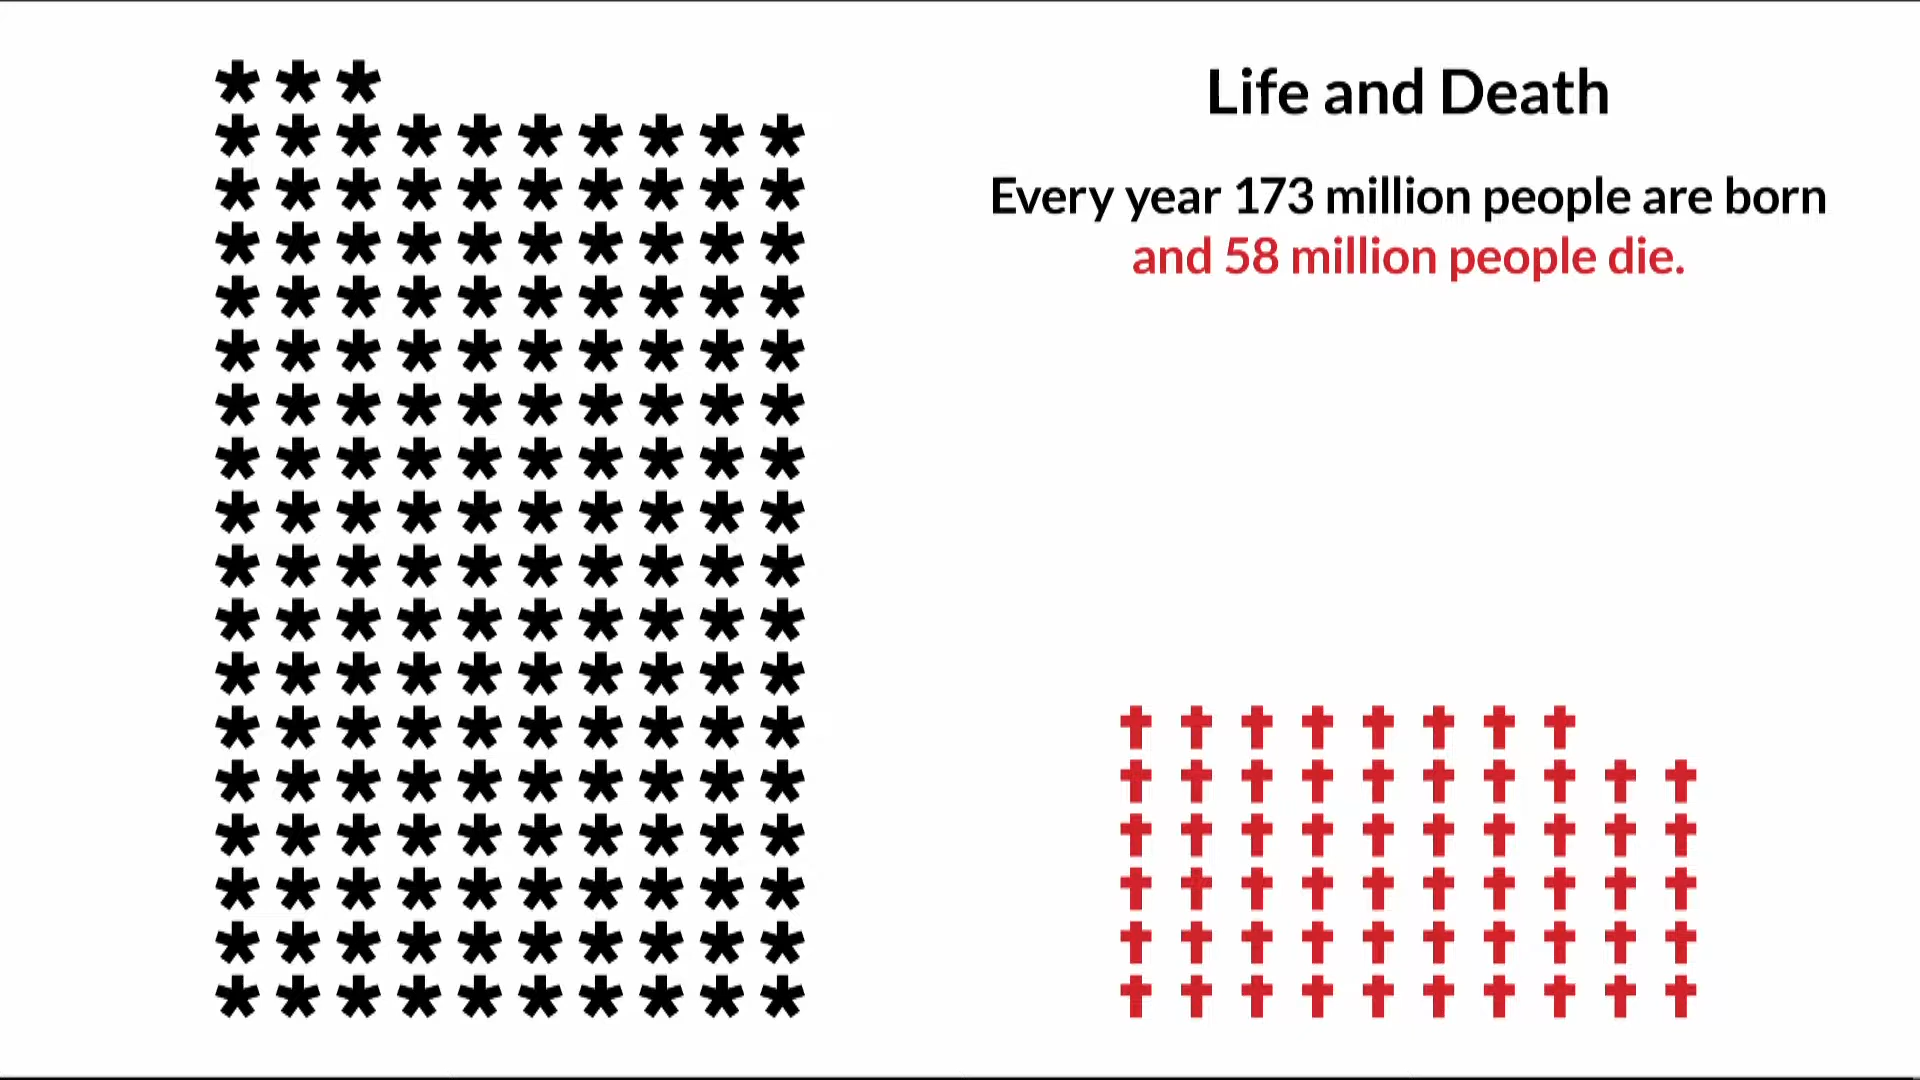 Life and Death
Every year 173 million people are born
and 58 million people die.